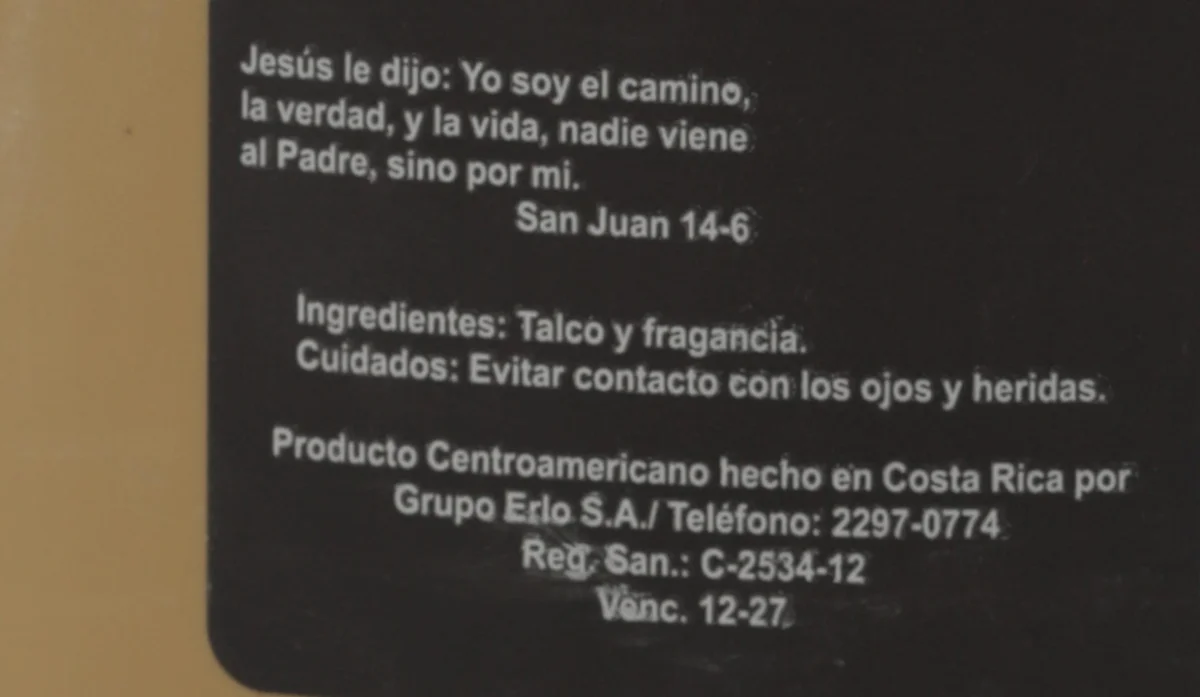 Jesús le dijo: Yo soy el camino,
la verdad, y la vida, nadie viene
al Padre, sino por mi.
San Juan 14-6
Ingredientes: Talco y fragancia.
Cuidados: Evitar contacto con los ojos y heridas.
Producto Centroamericano hecho en Costa Rica por
Grupo Erlo S.A./ Teléfono: 2297-0774
Reg. San.: C-2534-12
Venc. 12-27